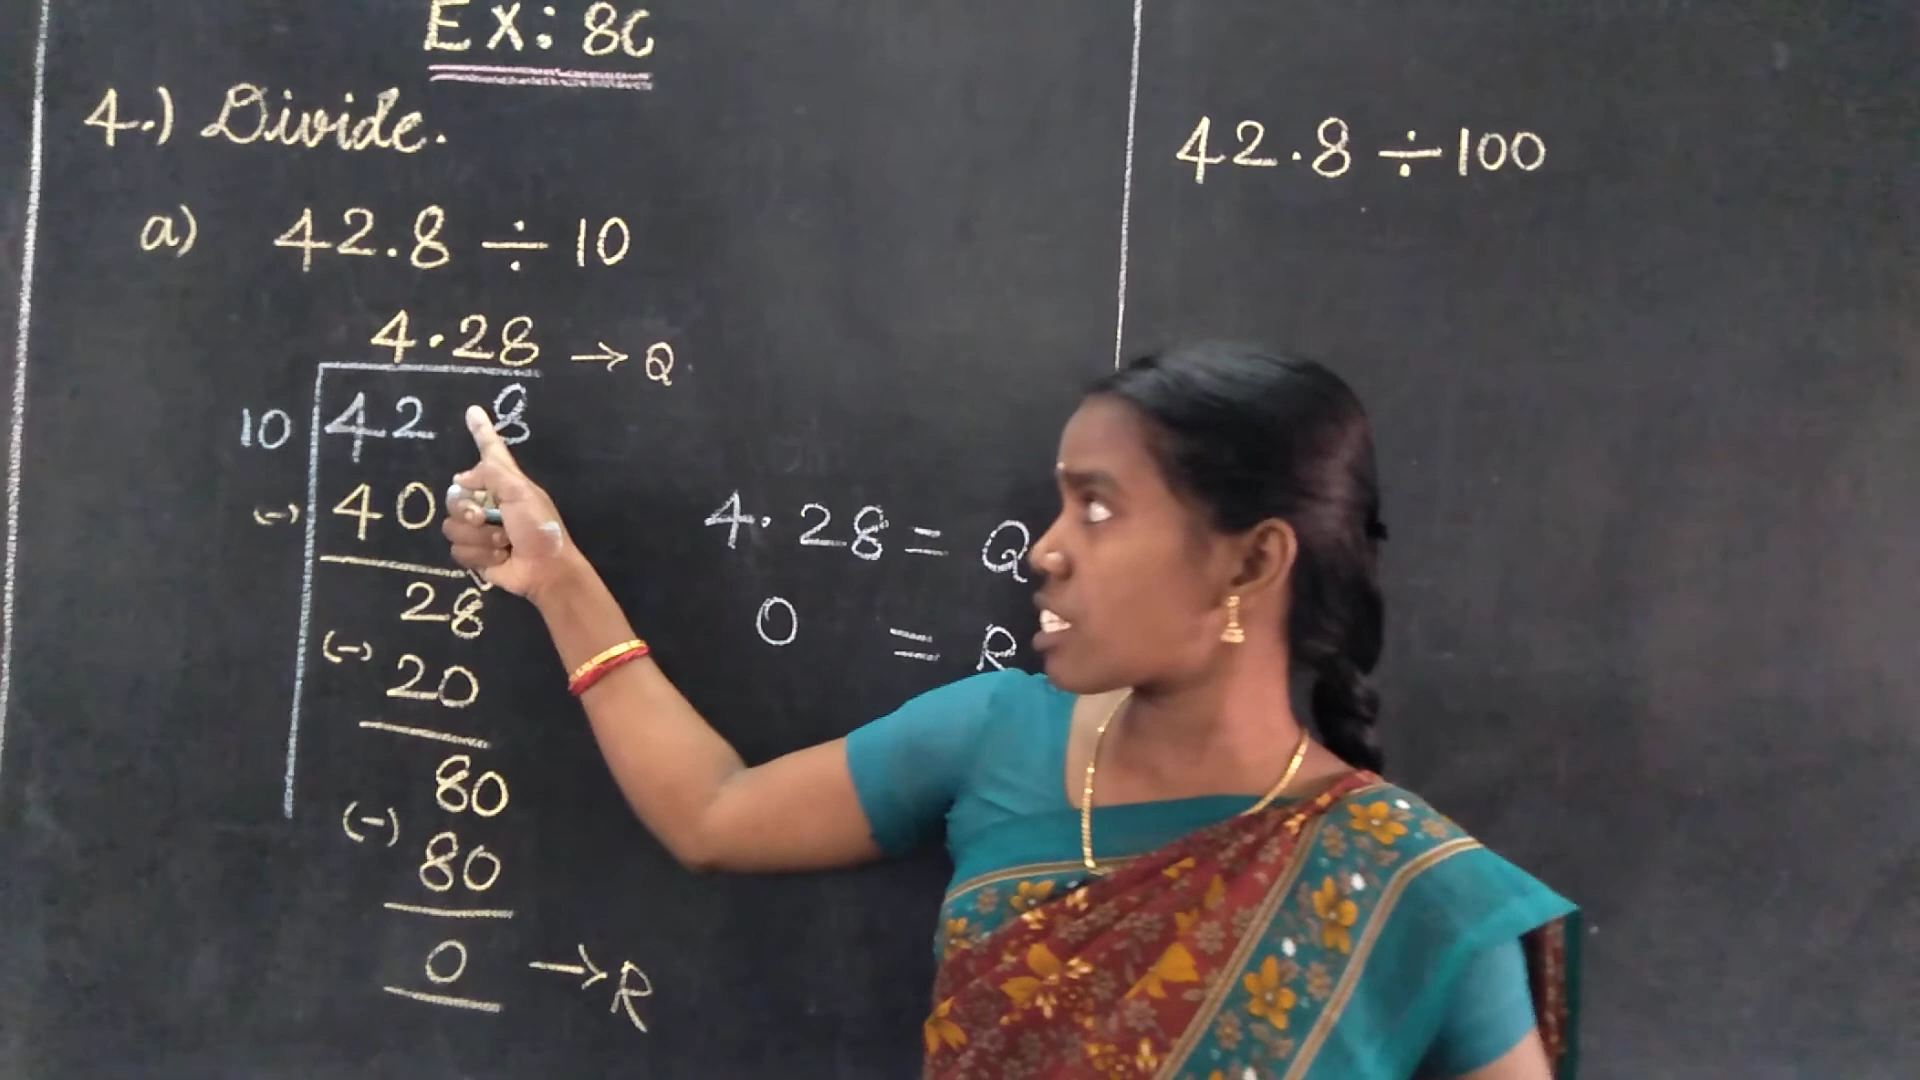 EX: 8C
4.) Divide.
a) 42.8 ÷ 10
4.28 → Q
10 42 8
(-) 40
28
(-) 20
80
(-) 80
0 → R
4.28 = Q
0 = R
42.8 ÷ 100